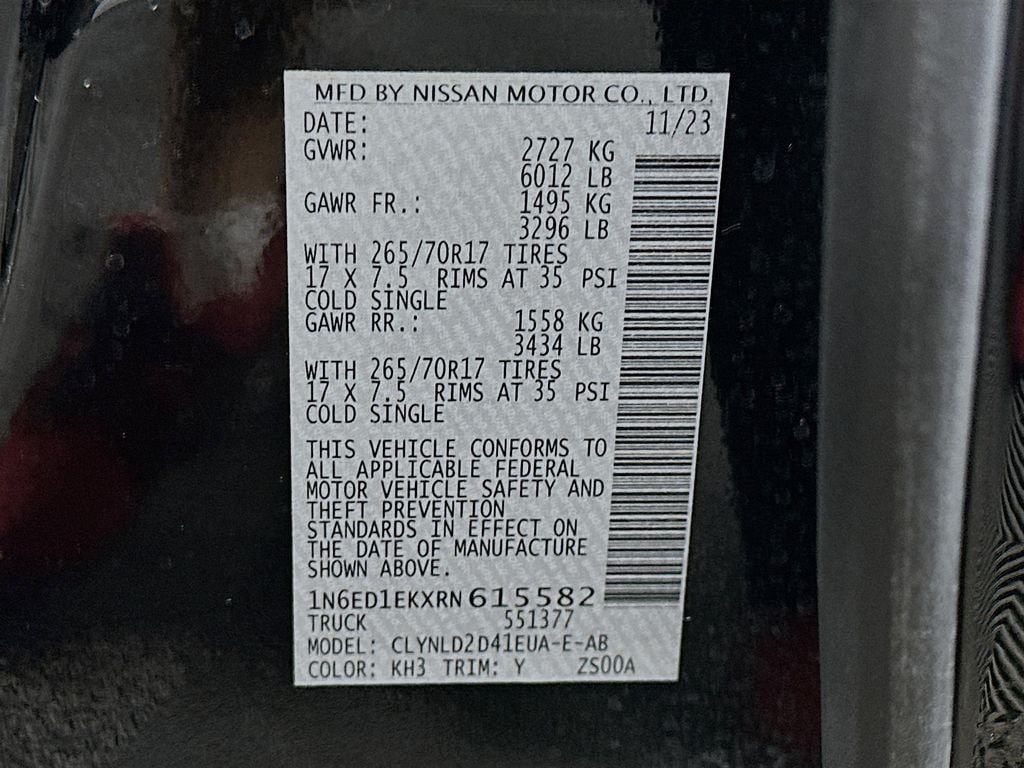 MFD BY NISSAN MOTOR CO., LTD.
DATE: 11/23
GVWR: 2727 KG
6012 LB
GAWR FR.: 1495 KG
3296 LB
WITH 265/70R17 TIRES
17 X 7.5 RIMS AT 35 PSI
COLD SINGLE
GAWR RR.: 1558 KG
3434 LB
WITH 265/70R17 TIRES
17 X 7.5 RIMS AT 35 PSI
COLD SINGLE
THIS VEHICLE CONFORMS TO
ALL APPLICABLE FEDERAL
MOTOR VEHICLE SAFETY AND
THEFT PREVENTION
STANDARDS IN EFFECT ON
THE DATE OF MANUFACTURE
SHOWN ABOVE.
1N6ED1EKXRN615582
TRUCK 551377
MODEL: CLYNLD2D41EUA-E-AB
COLOR: KH3 TRIM: Y ZS00A